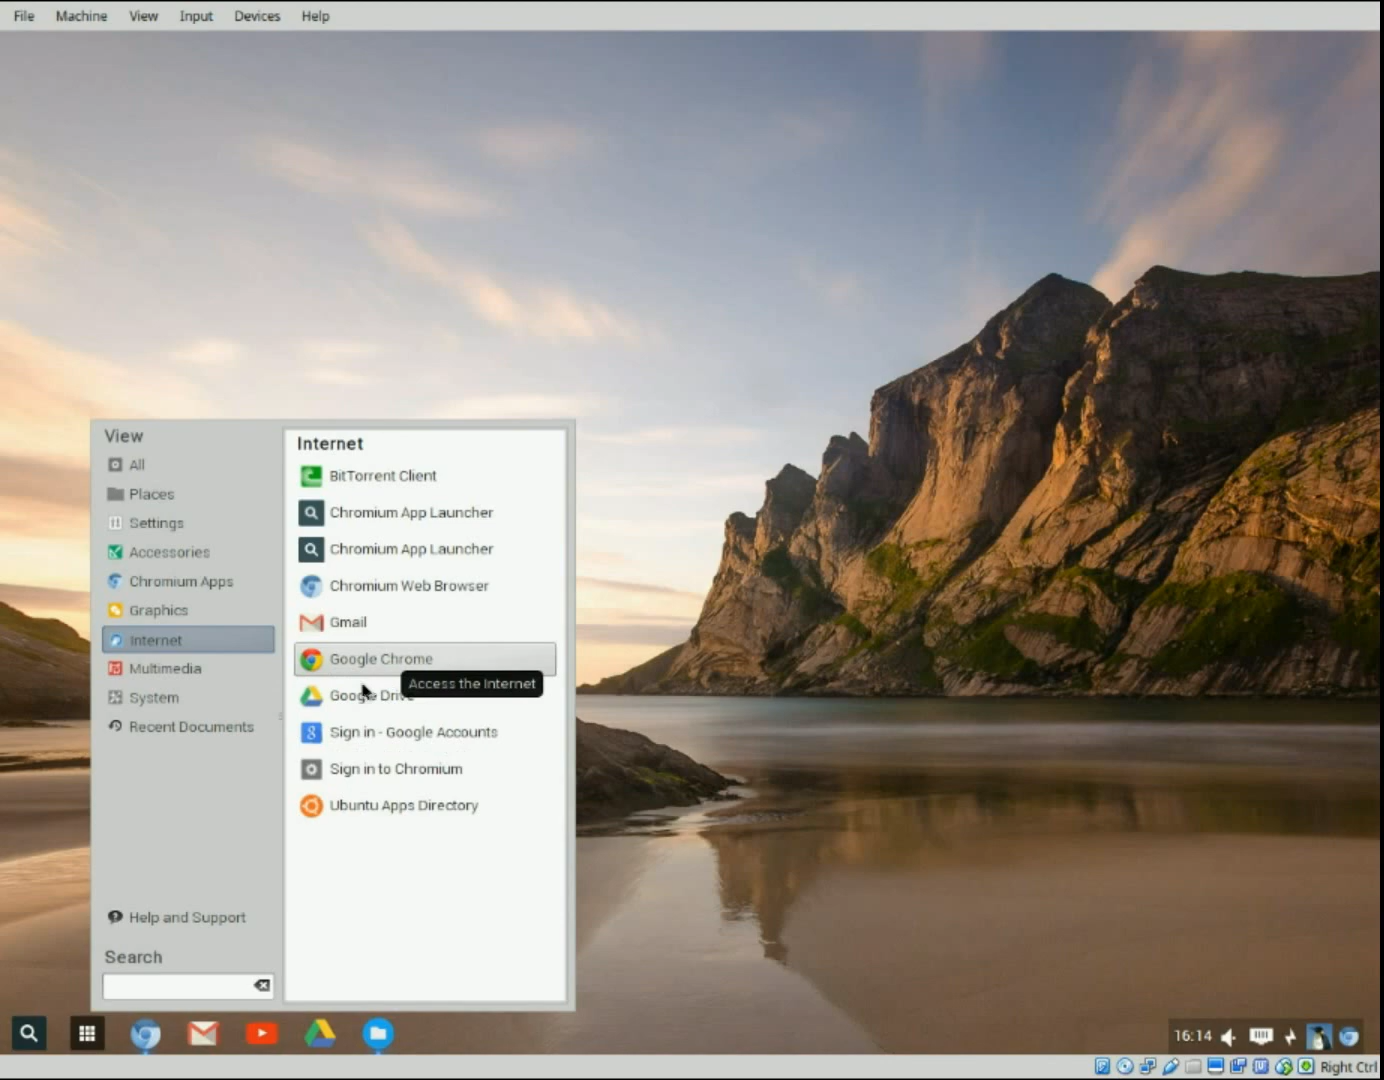 File Machine View Input Devices Help
View
All
Places
Settings
Accessories
Chromium Apps
Graphics
Internet
Multimedia
System
Recent Documents
Help and Support
Search
Internet
BitTorrent Client
Chromium App Launcher
Chromium App Launcher
Chromium Web Browser
Gmail
Google Chrome
Access the Internet
Google Drive
Sign in - Google Accounts
Sign in to Chromium
Ubuntu Apps Directory
16:14
Right Ctrl